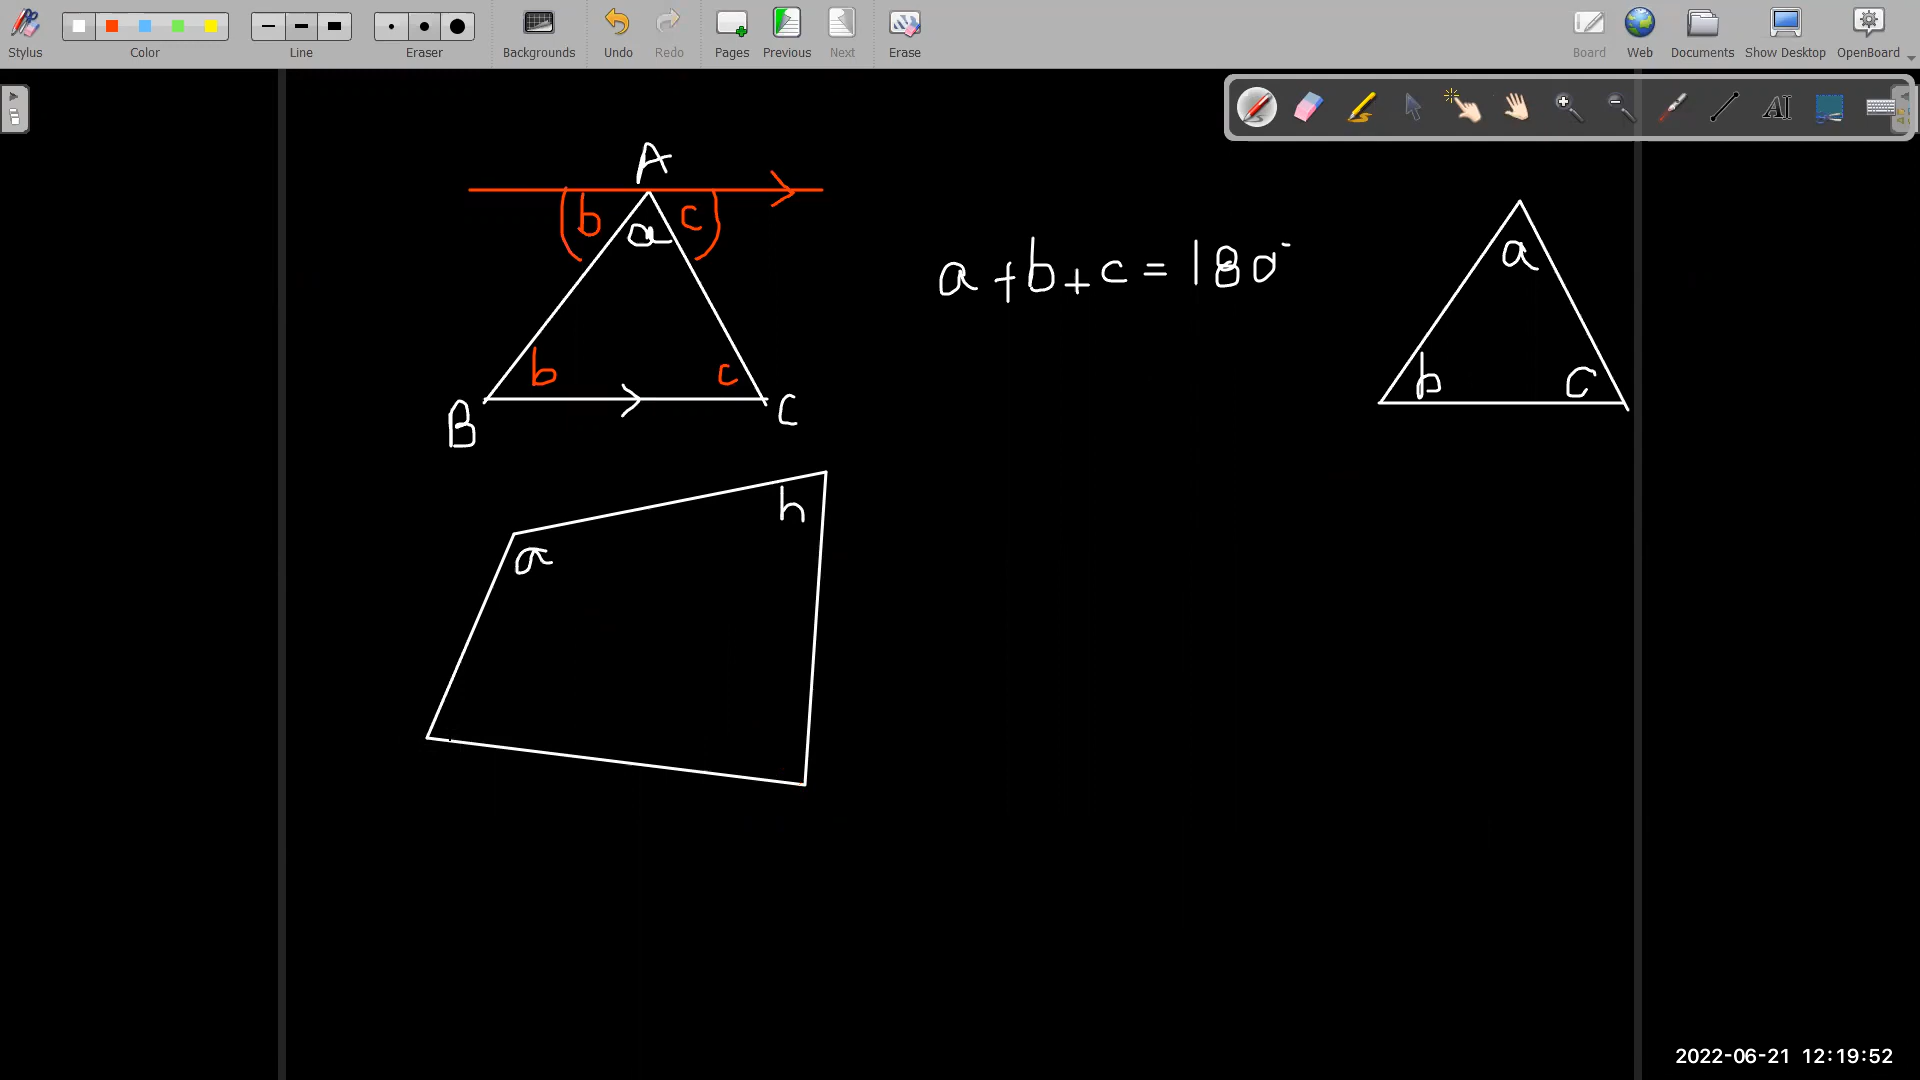 Stylus Color Line Eraser Backgrounds Undo Redo Pages Previous Next Erase Board Web Documents Show Desktop OpenBoard
AI
A
b a c
a+b+c=180°
a
b c
b c
B C
h
a
2022-06-21 12:19:52